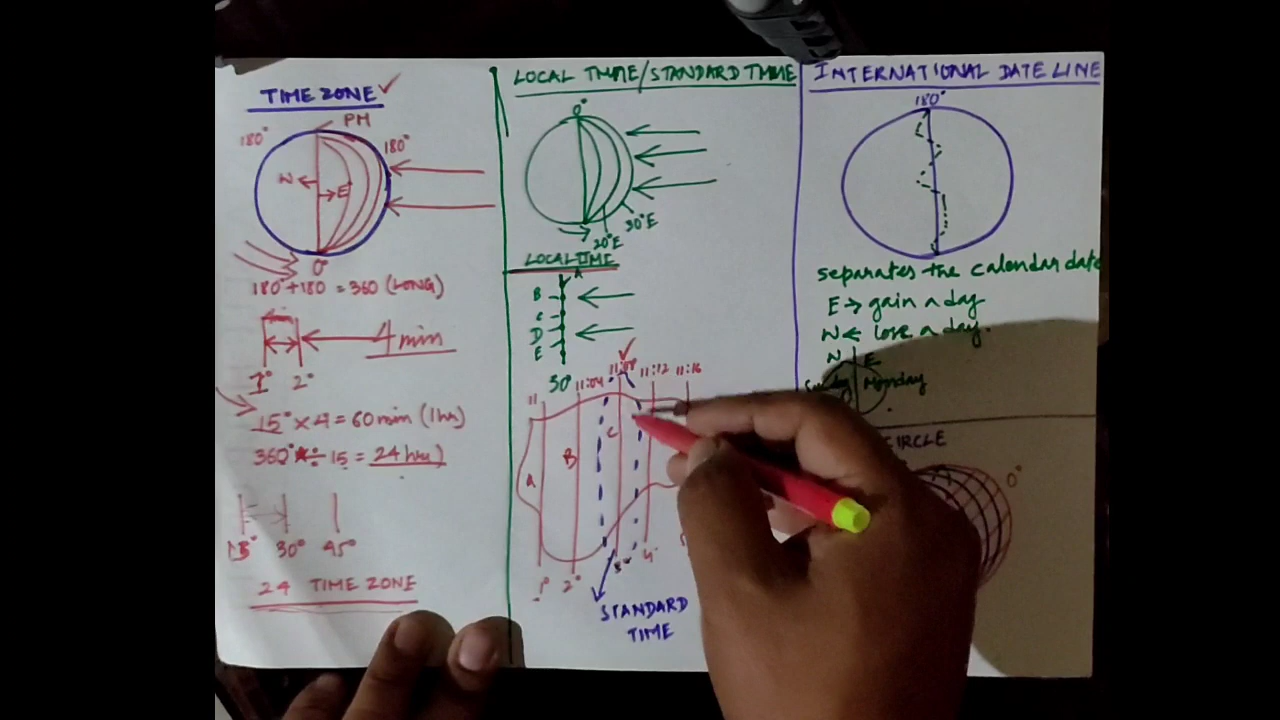 TIME ZONE
PM
180°
180°
W
E
0°
180°+180 = 360 (LONG)
4 min
1° 2°
15° × 4 = 60 min (1hr)
360° ÷ 15 = 24 hrs
15° 30° 45°
24 TIME ZONE
LOCAL TIME/STANDARD TIME
0°
30°E
20°E
LOCAL TIME
A
B
C
D
E
30°
11 11:04 11:08 11:12 11:16
A B C
1° 2° 3° 4°
STANDARD
TIME
INTERNATIONAL DATE LINE
180°
separates the calendar date
E → gain a day
W ← lose a day.
W E
Monday
CIRCLE
0°